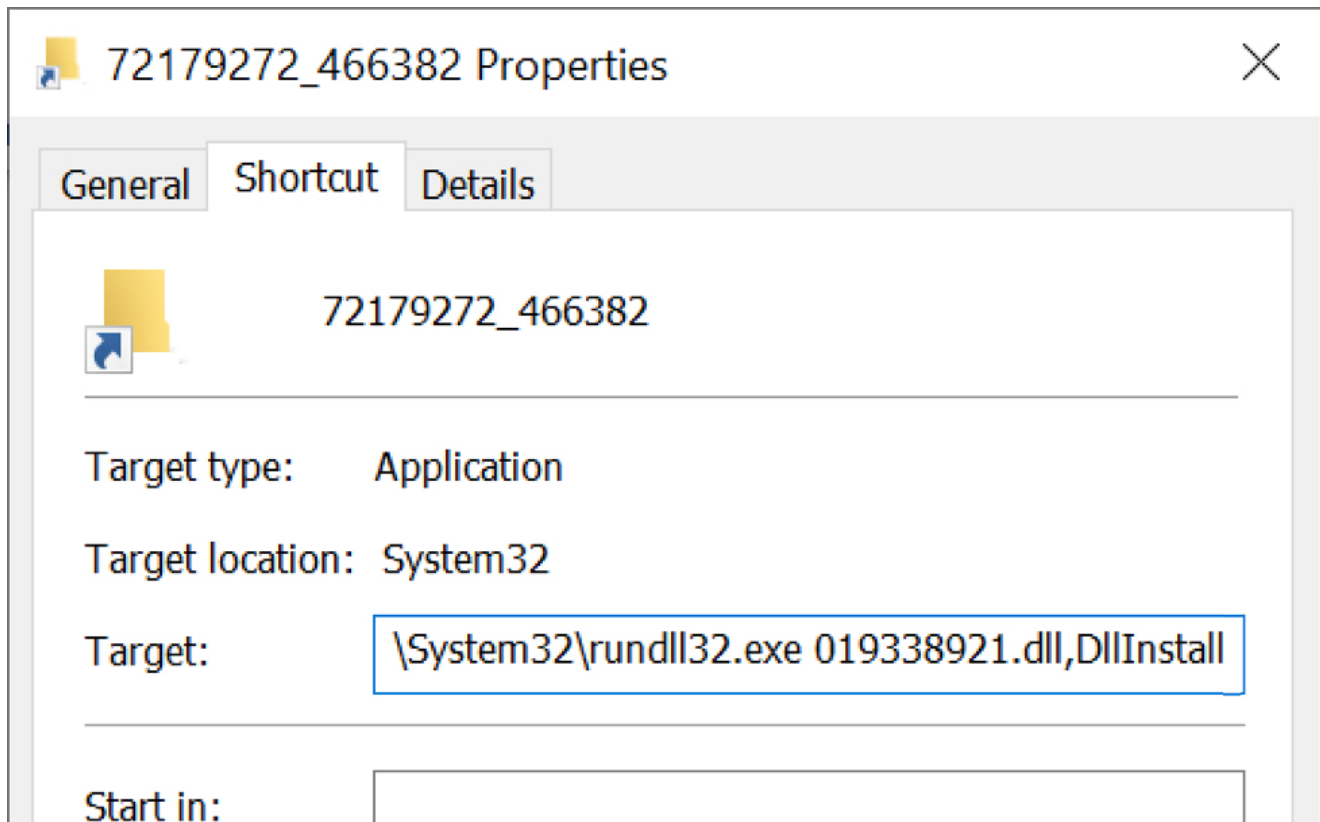 72179272_466382 Properties
General Shortcut Details
72179272_466382
Target type: Application
Target location: System32
Target: \System32\rundll32.exe 019338921.dll,DllInstall
Start in: